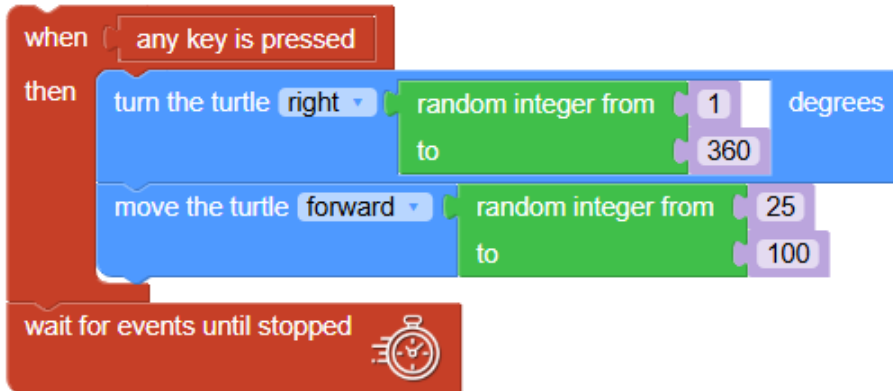 when any key is pressed
then turn the turtle right random integer from 1 degrees
to 360
move the turtle forward random integer from 25
to 100
wait for events until stopped